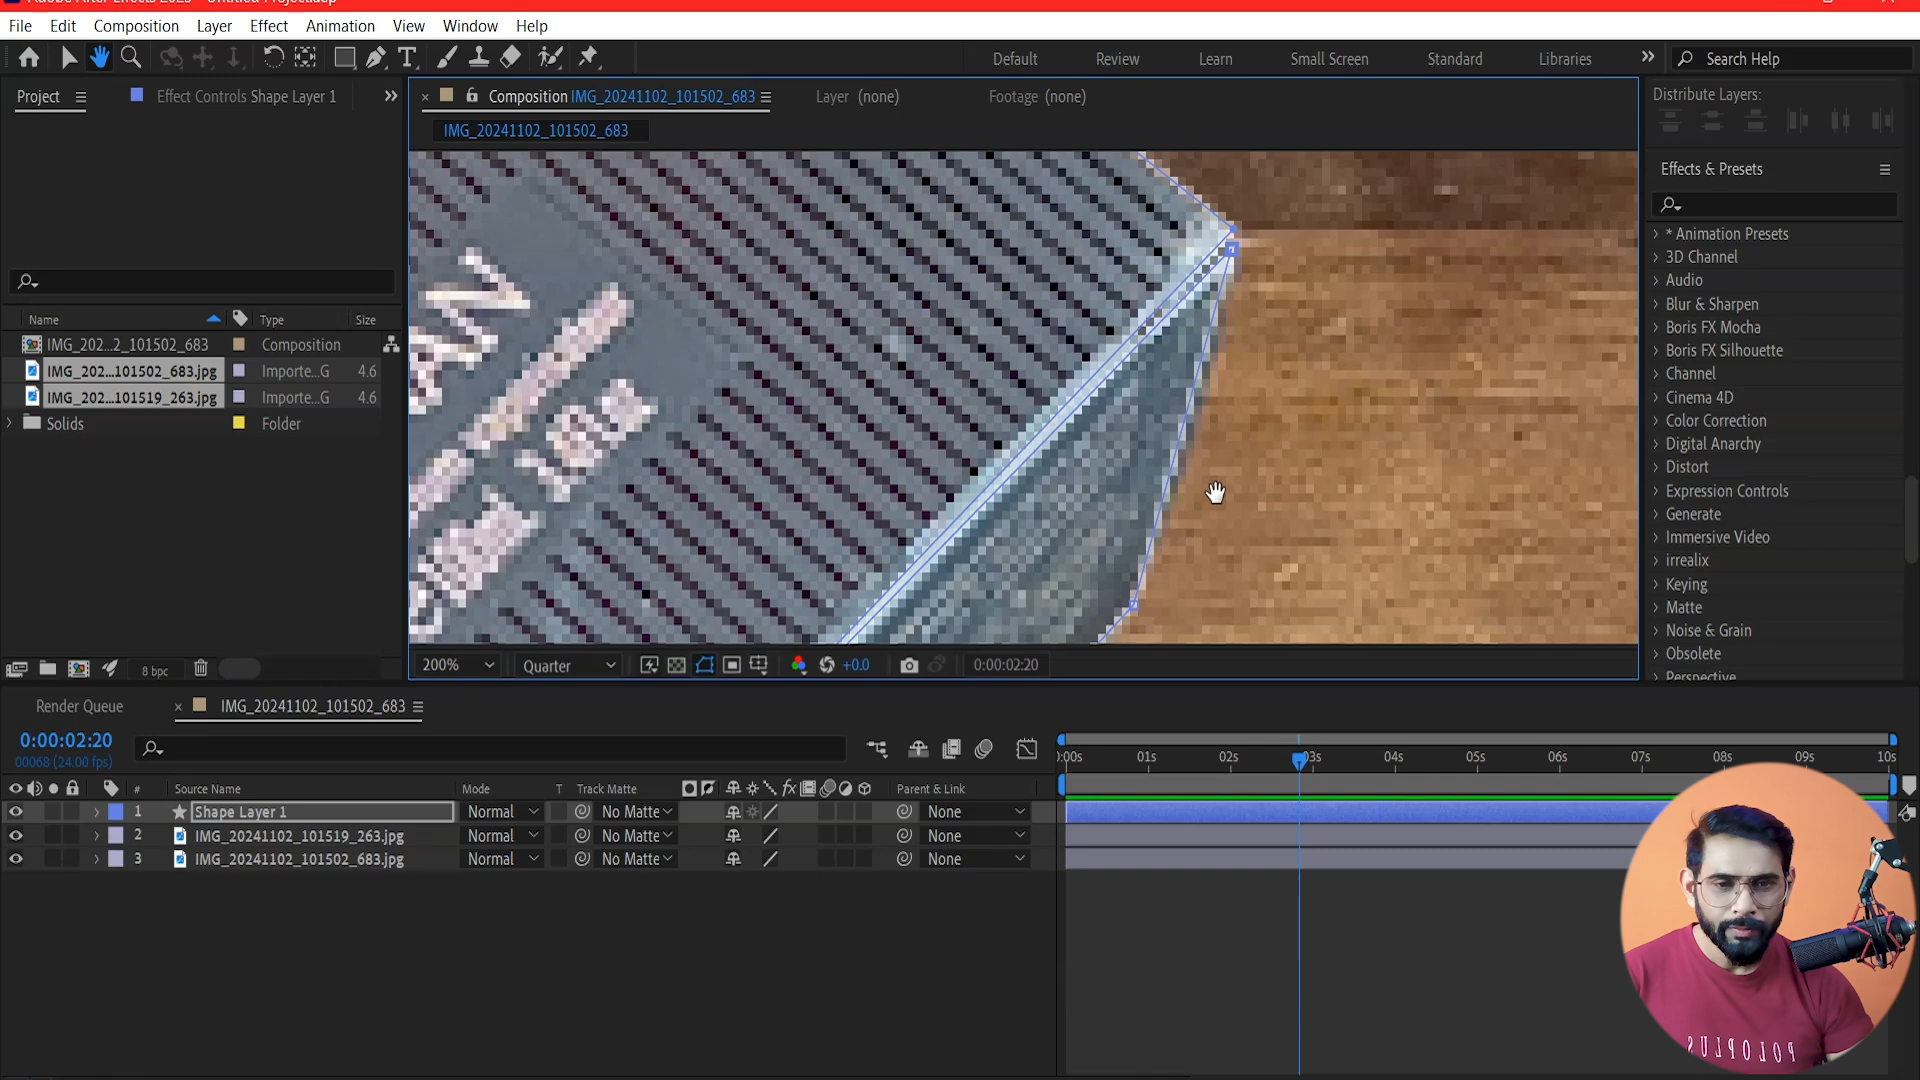 File Edit Composition Layer Effect Animation View Window Help
Default Review Learn Small Screen Standard Libraries Search Help
Project Effect Controls Shape Layer 1
Composition IMG_20241102_101502_683 Layer (none) Footage (none)
IMG_20241102_101502_683
Distribute Layers:
Effects & Presets
* Animation Presets
3D Channel
Audio
Blur & Sharpen
Boris FX Mocha
Boris FX Silhouette
Channel
Cinema 4D
Color Correction
Digital Anarchy
Distort
Expression Controls
Generate
Immersive Video
irrealix
Keying
Matte
Noise & Grain
Obsolete
Perspective
Name Type Size
IMG_202...2_101502_683 Composition
IMG_202...101502_683.jpg Importe...G 4.6
IMG_202...101519_263.jpg Importe...G 4.6
Solids Folder
8 bpc
200% Quarter +0.0 0:00:02:20
Render Queue IMG_20241102_101502_683
0:00:02:20
00068 (24.00 fps)
# Source Name Mode T Track Matte Parent & Link
1 Shape Layer 1 Normal No Matte None
2 IMG_20241102_101519_263.jpg Normal No Matte None
3 IMG_20241102_101502_683.jpg Normal No Matte None
):00s 01s 02s 03s 04s 05s 06s 07s 08s 09s 10s
POLOPLUS